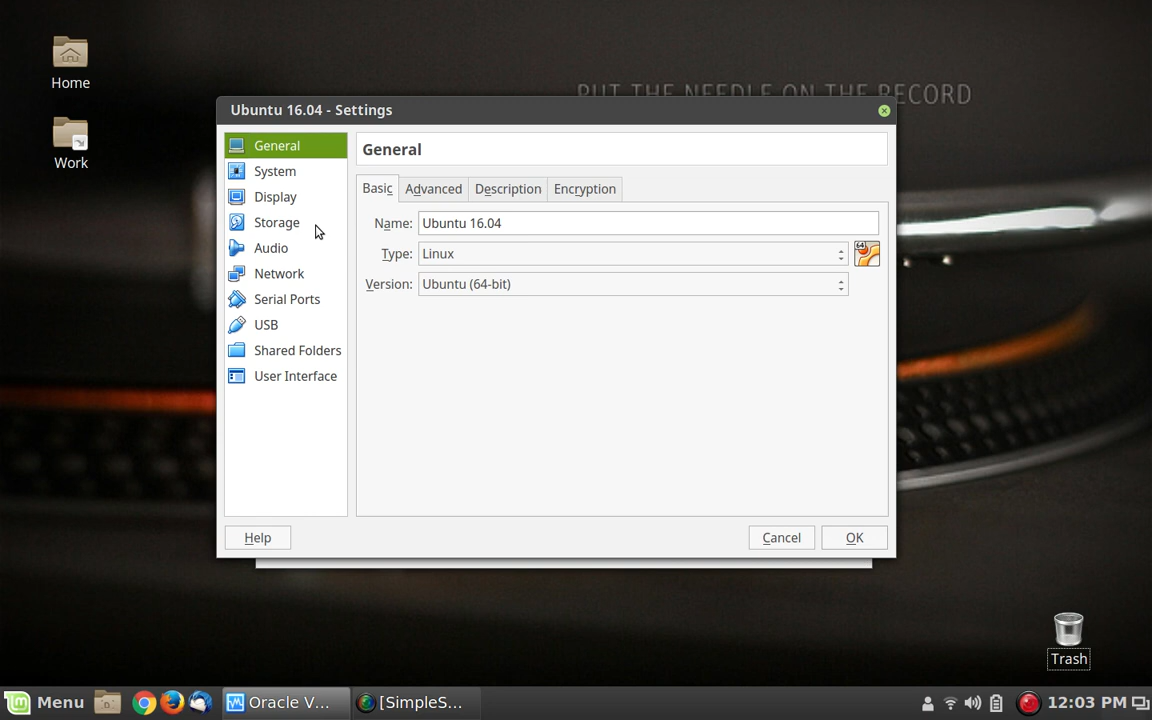 Home
Work
PUT THE NEEDLE ON THE RECORD
Ubuntu 16.04 - Settings
General
System
Display
Storage
Audio
Network
Serial Ports
USB
Shared Folders
User Interface
General
Basic
Advanced
Description
Encryption
Name:
Ubuntu 16.04
Type:
Linux
64
Version:
Ubuntu (64-bit)
Help
Cancel
OK
Trash
Menu
Oracle V...
[SimpleS...
12:03 PM